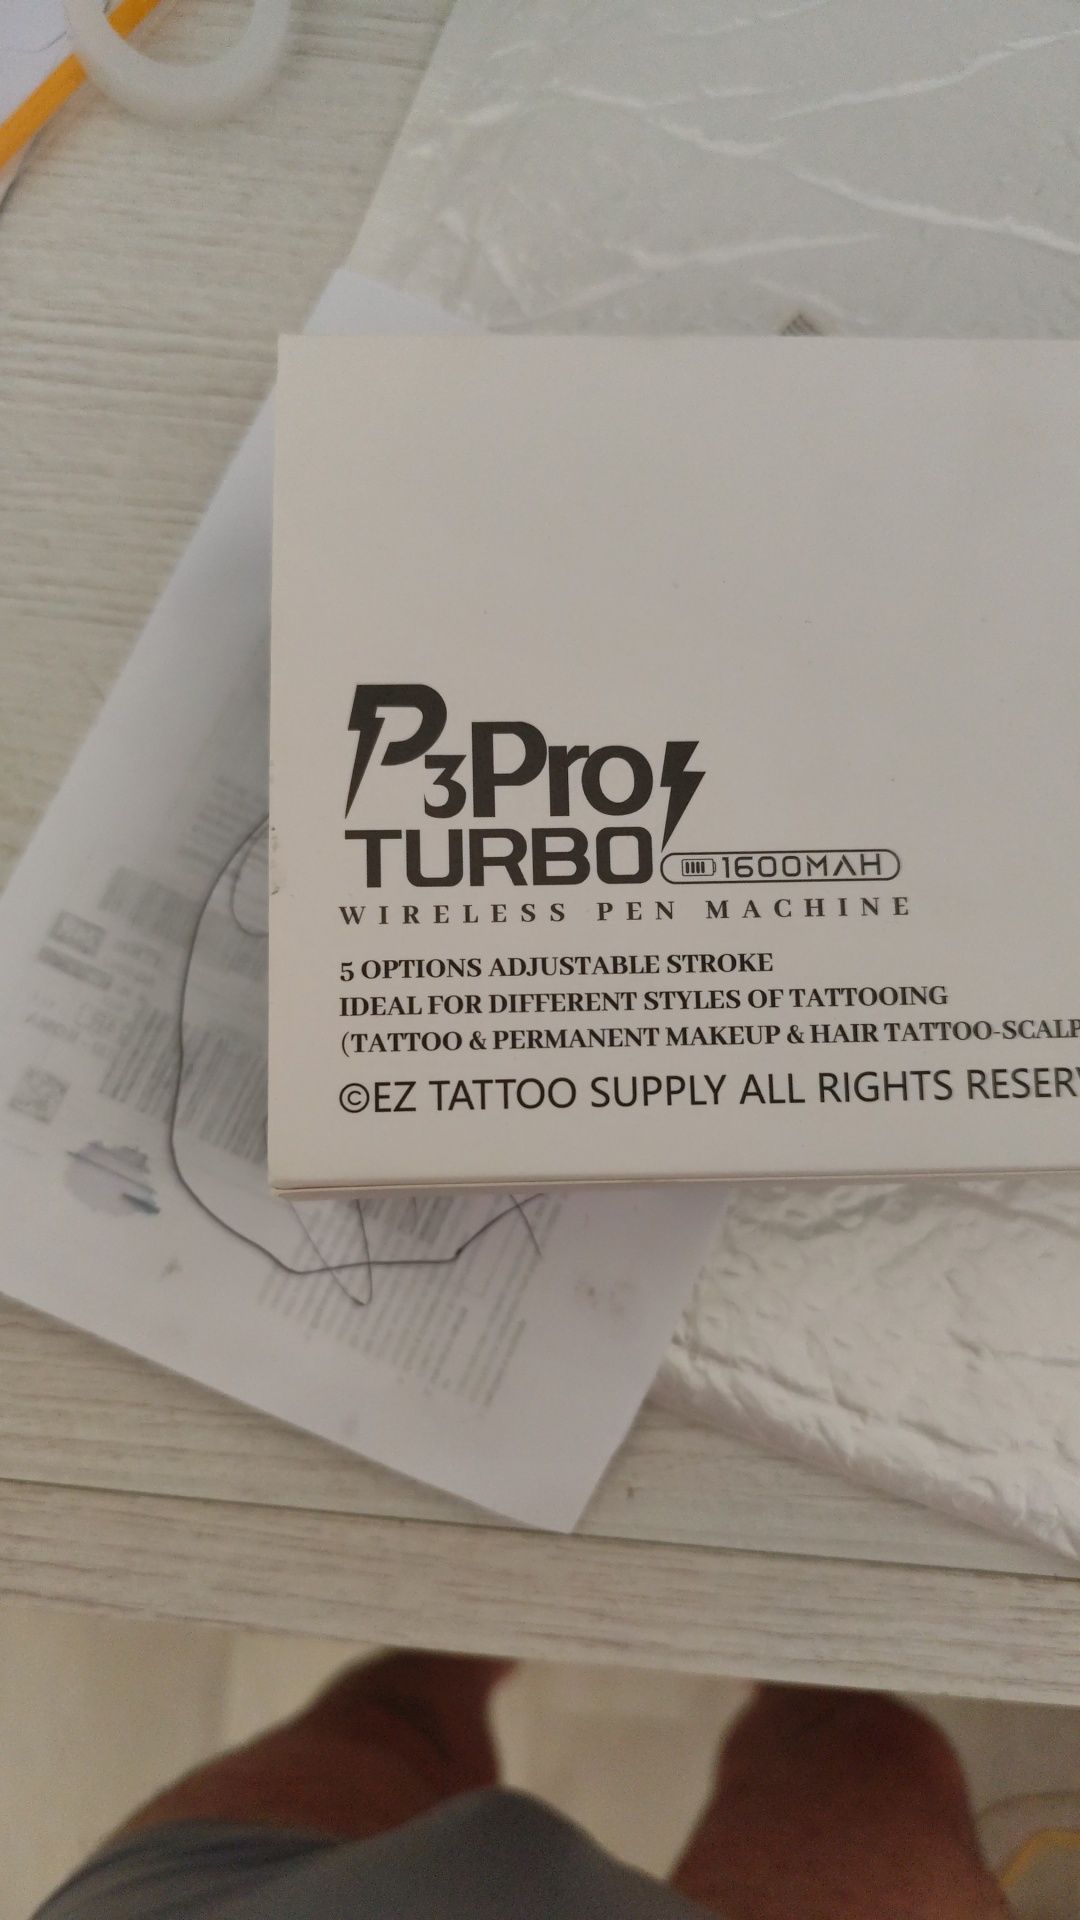 P3Pro
TURBO 1600MAH
WIRELESS PEN MACHINE
5 OPTIONS ADJUSTABLE STROKE
IDEAL FOR DIFFERENT STYLES OF TATTOOING
(TATTOO & PERMANENT MAKEUP & HAIR TATTOO-SCALP
©EZ TATTOO SUPPLY ALL RIGHTS RESERV